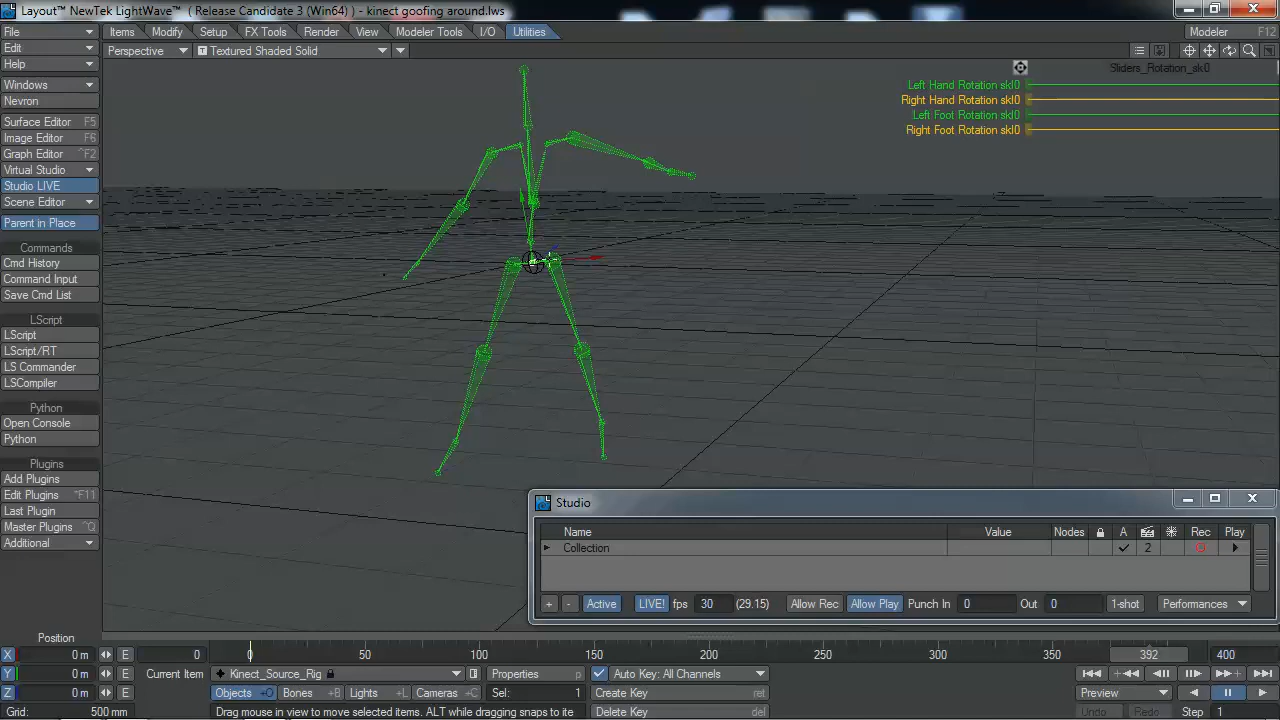 Layout™ NewTek LightWave™ ( Release Candidate 3 (Win64) ) - kinect goofing around.lws
File
Items
Modify
Setup
FX Tools
Render
View
Modeler Tools
I/O
Utilities
Modeler F12
Edit
Perspective
Textured Shaded Solid
Help
Sliders_Rotation_skl0
Windows
Left Hand Rotation skl0
Nevron
Right Hand Rotation skl0
Left Foot Rotation skl0
Surface Editor F5
Right Foot Rotation skl0
Image Editor F6
Graph Editor ^F2
Virtual Studio
Studio LIVE
Scene Editor
Parent in Place
Commands
Cmd History
Command Input
Save Cmd List
LScript
LScript
LScript/RT
LS Commander
LSCompiler
Python
Open Console
Python
Plugins
Add Plugins
Edit Plugins ^F11
Last Plugin
Master Plugins ^Q
Additional
Studio
Name Value Nodes A Rec Play
Collection 2
+ - Active LIVE! fps 30 (29.15) Allow Rec Allow Play Punch In 0 Out 0 1-shot Performances
Position
X 0 m E 0 0 50 100 150 200 250 300 350 392 400
Y 0 m E Current Item Kinect_Source_Rig Properties p Auto Key: All Channels
Z 0 m E Objects +O Bones +B Lights +L Cameras +C Sel: 1 Create Key ret Preview
Grid: 500 mm Drag mouse in view to move selected items. ALT while dragging snaps to ite Delete Key del Undo Redo Step 1